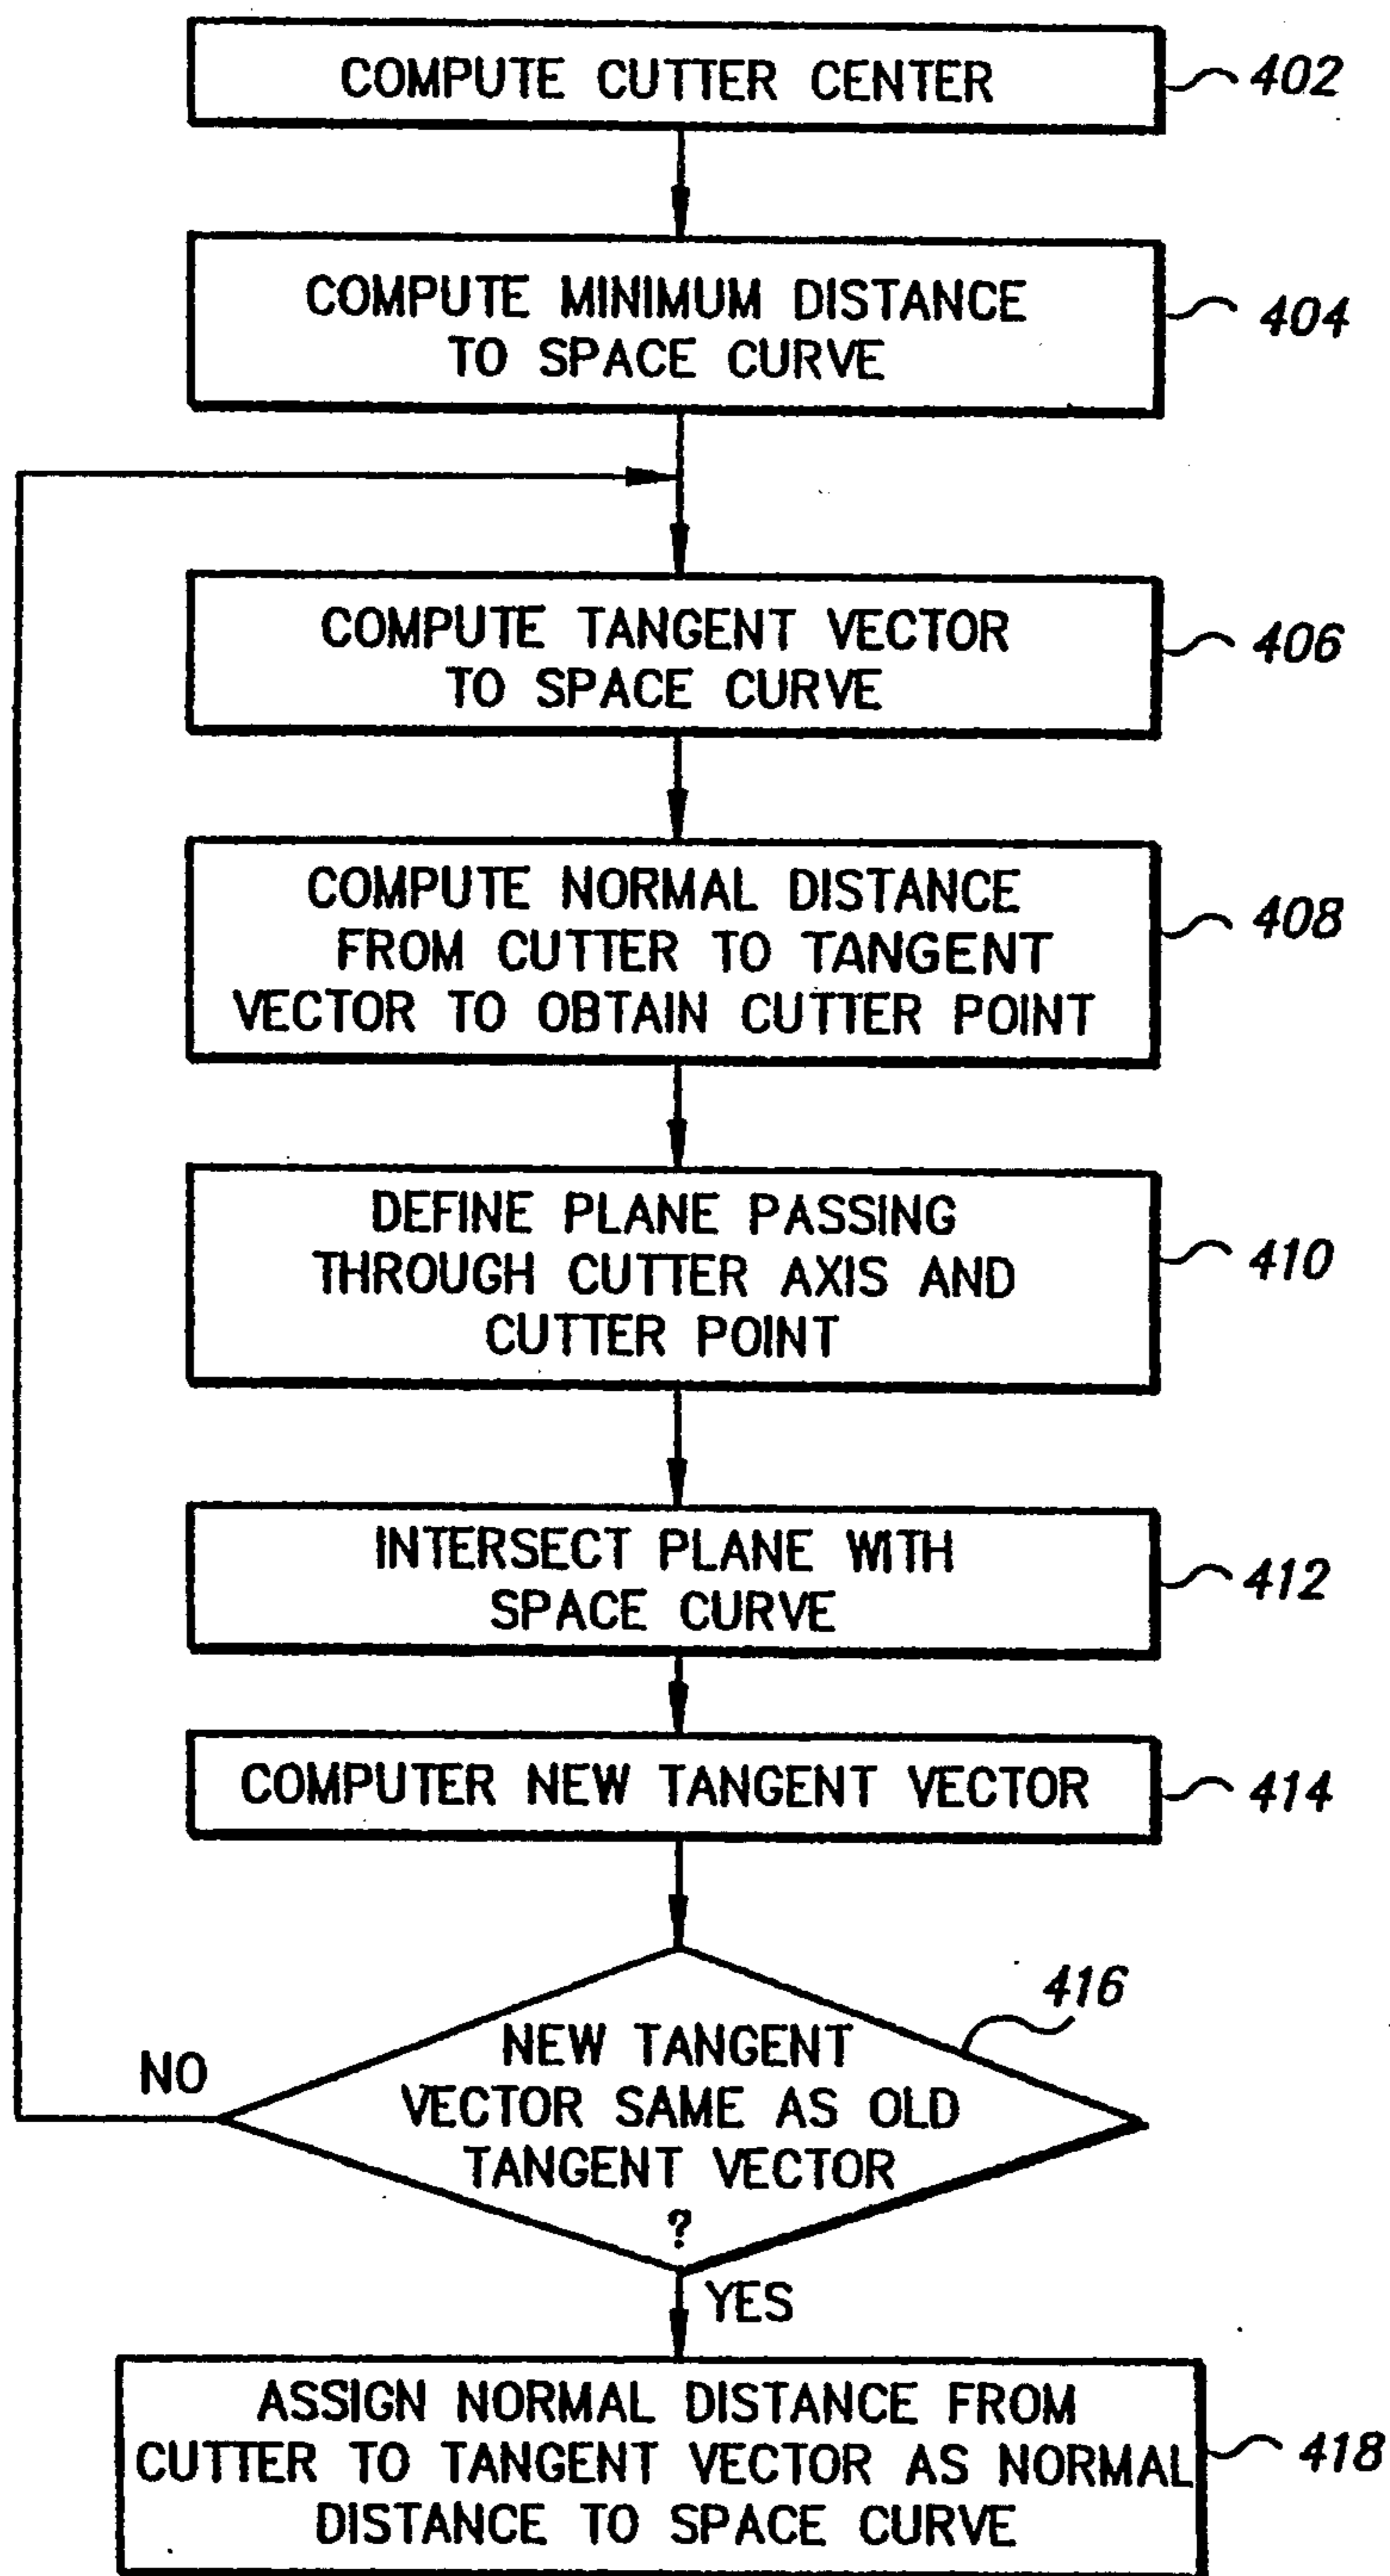 COMPUTE CUTTER CENTER
402
COMPUTE MINIMUM DISTANCE
TO SPACE CURVE
404
COMPUTE TANGENT VECTOR
TO SPACE CURVE
406
COMPUTE NORMAL DISTANCE
FROM CUTTER TO TANGENT
VECTOR TO OBTAIN CUTTER POINT
408
DEFINE PLANE PASSING
THROUGH CUTTER AXIS AND
CUTTER POINT
410
INTERSECT PLANE WITH
SPACE CURVE
412
COMPUTER NEW TANGENT VECTOR
414
416
NEW TANGENT
VECTOR SAME AS OLD
TANGENT VECTOR
?
NO
YES
ASSIGN NORMAL DISTANCE FROM
CUTTER TO TANGENT VECTOR AS NORMAL
DISTANCE TO SPACE CURVE
418